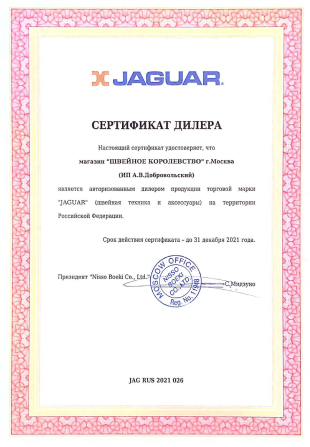 JAGUAR
СЕРТИФИКАТ ДИЛЕРА
Настоящий сертификат удостоверяет, что
магазин "ШВЕЙНОЕ КОРОЛЕВСТВО" г.Москва
(ИП А.В.Добровольский)
является авторизованным дилером продукции торговой марки
"JAGUAR" (швейная техника и аксессуары) на территории
Российской Федерации.
Срок действия сертификата – до 31 декабря 2021 года.
Президент "Nisso Boeki Co., Ltd."
С.Мидзуно
MOSCOW OFFICE
NISSO
BOEKI
CO., LTD
Reg. No.
JAG RUS 2021 026